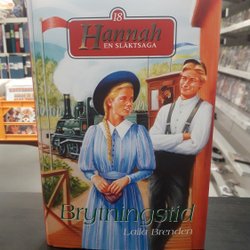 18
Hannah
EN SLÄKTSAGA
Brytningstid
Laila Brenden